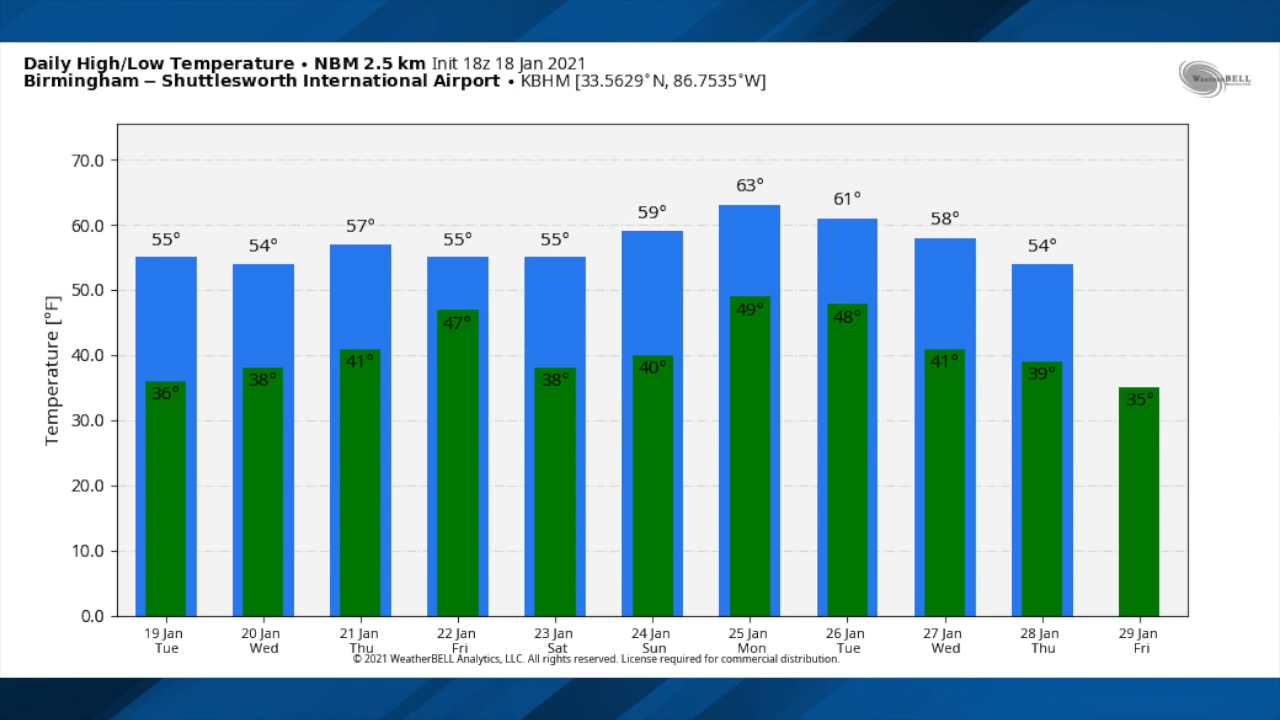 Daily High/Low Temperature • NBM 2.5 km Init 18z 18 Jan 2021
Birmingham – Shuttlesworth International Airport • KBHM [33.5629°N, 86.7535°W]
WeatherBELL
Temperature [°F]
70.0
60.0
50.0
40.0
30.0
20.0
10.0
0.0
55° 54° 57° 55° 55° 59° 63° 61° 58° 54°
36° 38° 41° 47° 38° 40° 49° 48° 41° 39° 35°
19 Jan 20 Jan 21 Jan 22 Jan 23 Jan 24 Jan 25 Jan 26 Jan 27 Jan 28 Jan 29 Jan
Tue Wed Thu Fri Sat Sun Mon Tue Wed Thu Fri
© 2021 WeatherBELL Analytics, LLC. All rights reserved. License required for commercial distribution.